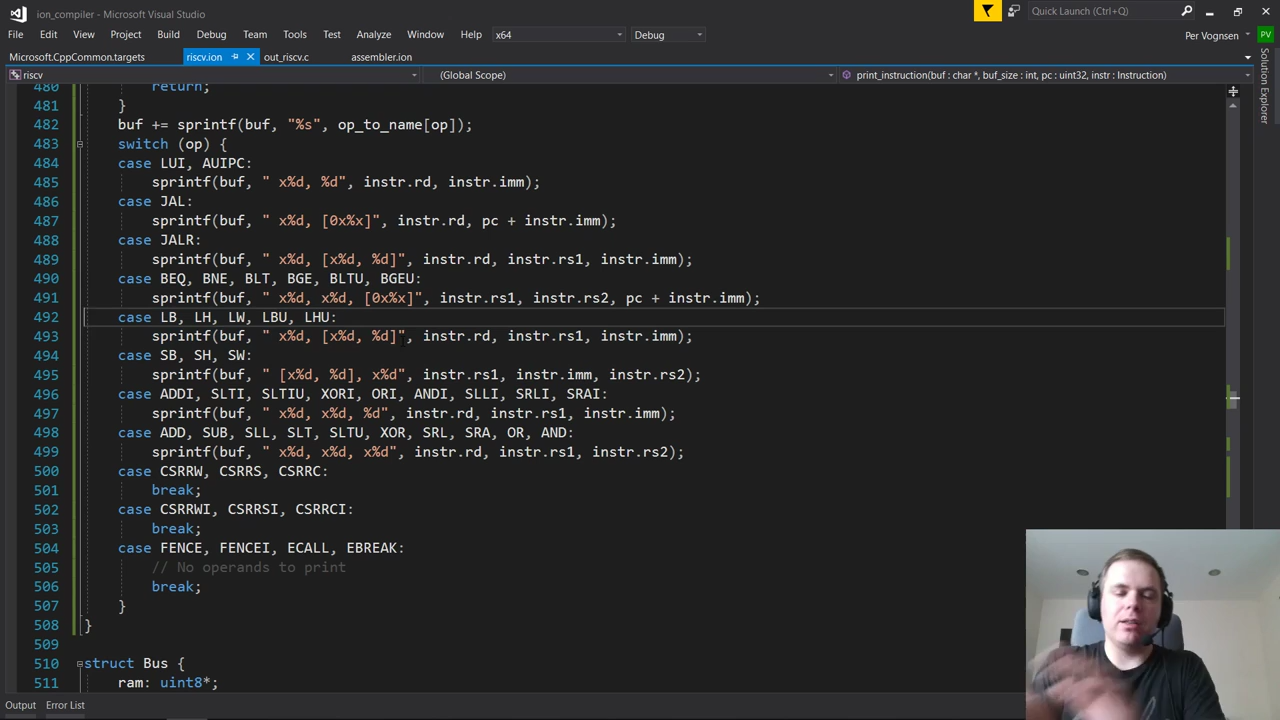 ion_compiler - Microsoft Visual Studio
Quick Launch (Ctrl+Q)
File Edit View Project Build Debug Team Tools Test Analyze Window Help x64 Debug
Per Vognsen PV
Microsoft.CppCommon.targets riscv.ion out_riscv.c assembler.ion
riscv (Global Scope) print_instruction(buf : char *, buf_size : int, pc : uint32, instr : Instruction)
Solution Explorer
480 return;
481 }
482 buf += sprintf(buf, "%s", op_to_name[op]);
483 switch (op) {
484 case LUI, AUIPC:
485 sprintf(buf, " x%d, %d", instr.rd, instr.imm);
486 case JAL:
487 sprintf(buf, " x%d, [0x%x]", instr.rd, pc + instr.imm);
488 case JALR:
489 sprintf(buf, " x%d, [x%d, %d]", instr.rd, instr.rs1, instr.imm);
490 case BEQ, BNE, BLT, BGE, BLTU, BGEU:
491 sprintf(buf, " x%d, x%d, [0x%x]", instr.rs1, instr.rs2, pc + instr.imm);
492 case LB, LH, LW, LBU, LHU:
493 sprintf(buf, " x%d, [x%d, %d]", instr.rd, instr.rs1, instr.imm);
494 case SB, SH, SW:
495 sprintf(buf, " [x%d, %d], x%d", instr.rs1, instr.imm, instr.rs2);
496 case ADDI, SLTI, SLTIU, XORI, ORI, ANDI, SLLI, SRLI, SRAI:
497 sprintf(buf, " x%d, x%d, %d", instr.rd, instr.rs1, instr.imm);
498 case ADD, SUB, SLL, SLT, SLTU, XOR, SRL, SRA, OR, AND:
499 sprintf(buf, " x%d, x%d, x%d", instr.rd, instr.rs1, instr.rs2);
500 case CSRRW, CSRRS, CSRRC:
501 break;
502 case CSRRWI, CSRRSI, CSRRCI:
503 break;
504 case FENCE, FENCEI, ECALL, EBREAK:
505 // No operands to print
506 break;
507 }
508 }
509
510 struct Bus {
511 ram: uint8*;
Output Error List